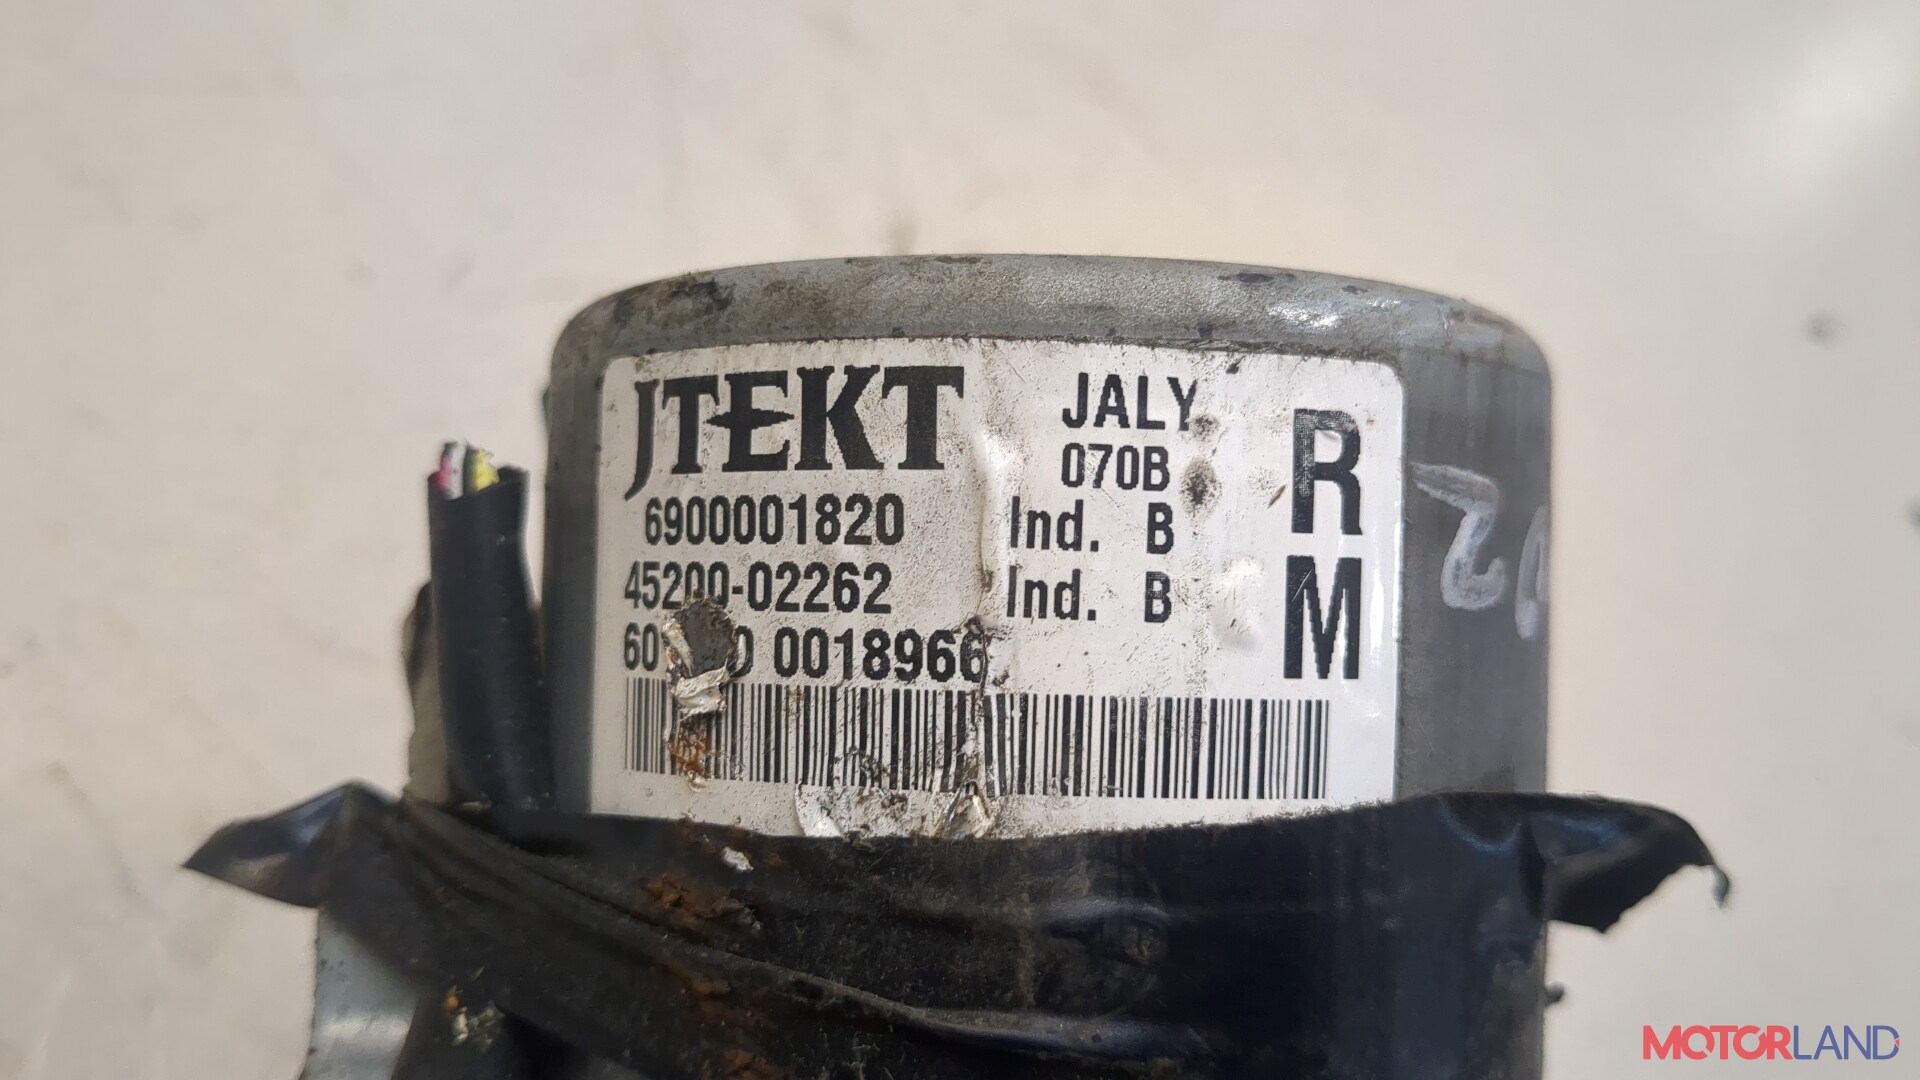 JTEKT
JALY
070B
R
M
6900001820 Ind. B
45200-02262 Ind. B
0018966
MOTORLAND